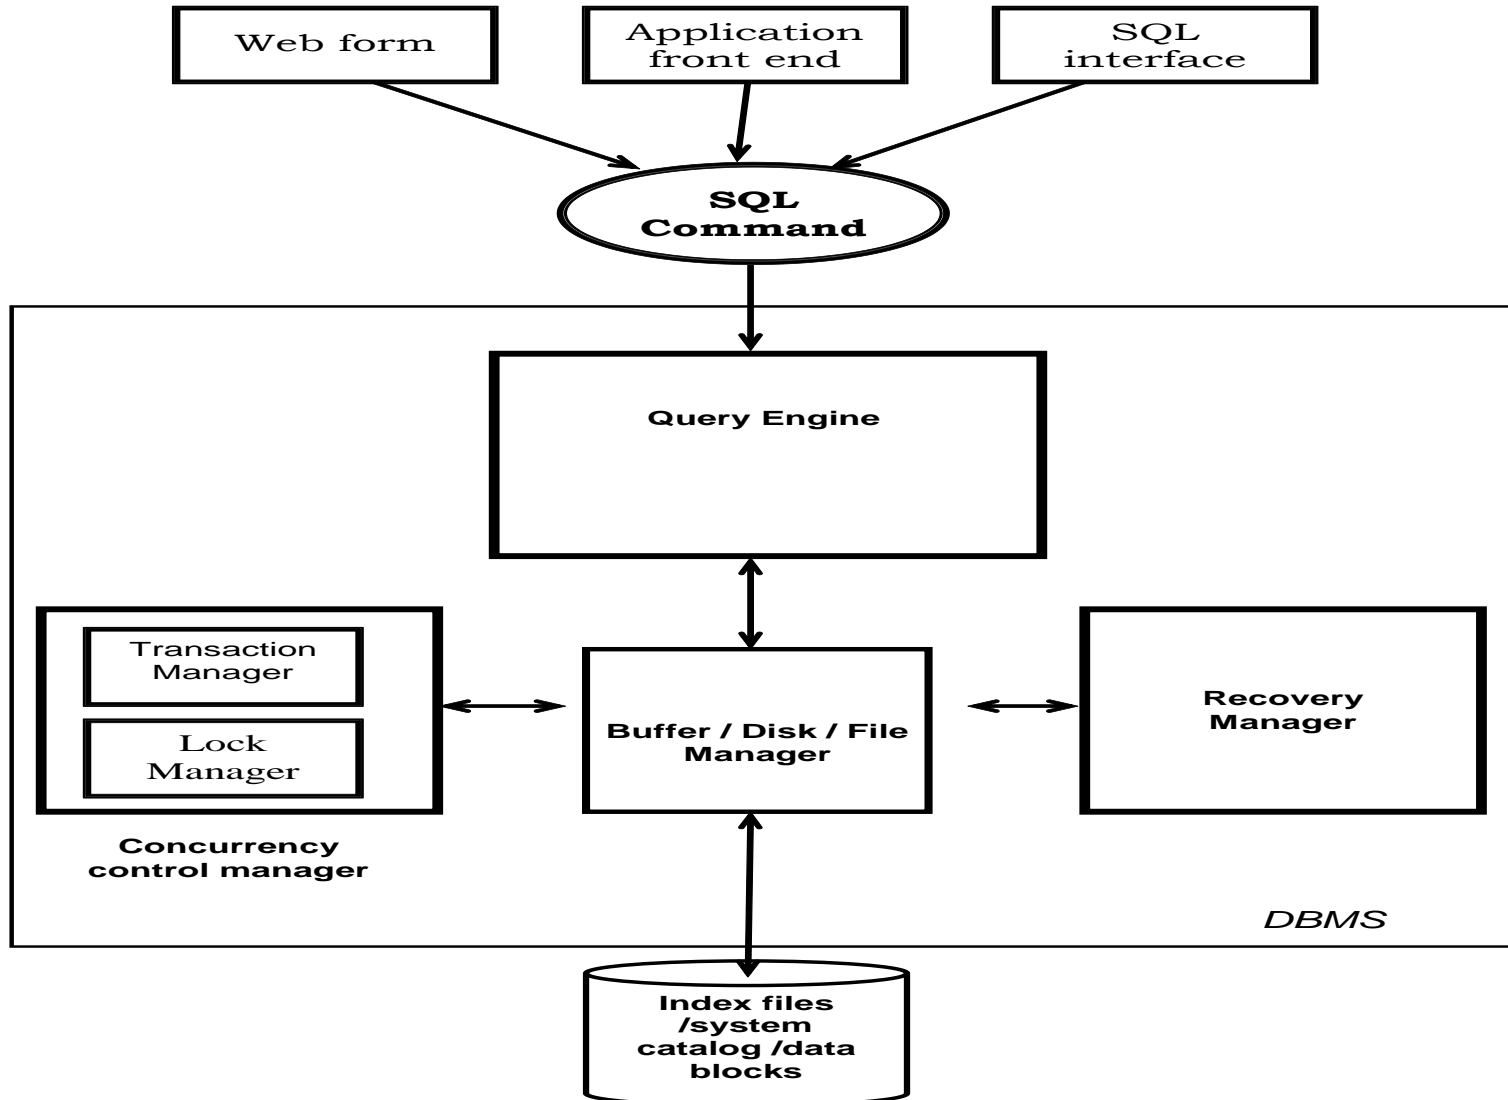 Web form
Application
front end
SQL
interface
SQL
Command
Query Engine
Transaction
Manager
Lock
Manager
Concurrency
control manager
Buffer / Disk / File
Manager
Recovery
Manager
DBMS
Index files
/system
catalog /data
blocks